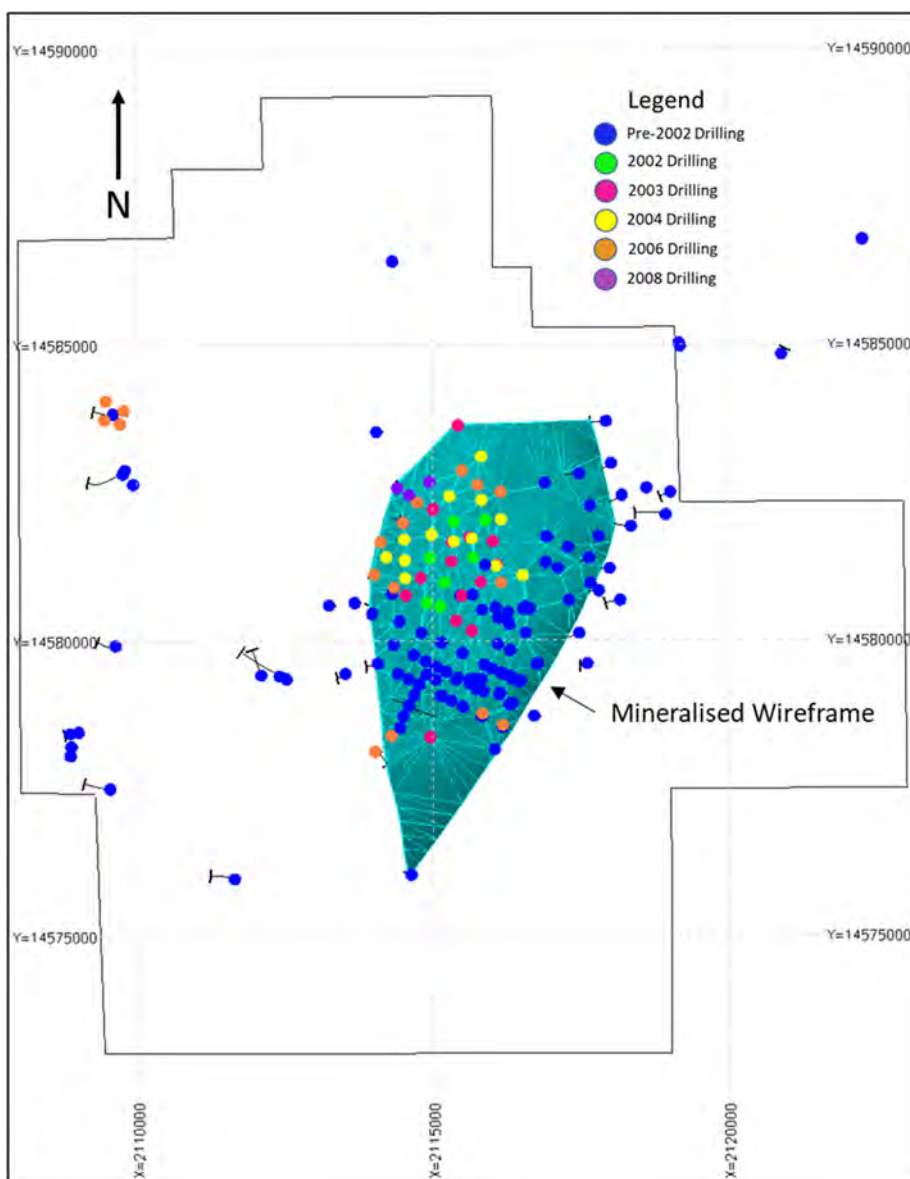 Y=14590000
Y=14590000
Legend
Pre-2002 Drilling
2002 Drilling
2003 Drilling
2004 Drilling
2006 Drilling
2008 Drilling
N
Y=14585000
Y=14585000
Y=14580000
Y=14580000
Mineralised Wireframe
Y=14575000
Y=14575000
X=2110000
X=2115000
X=2120000